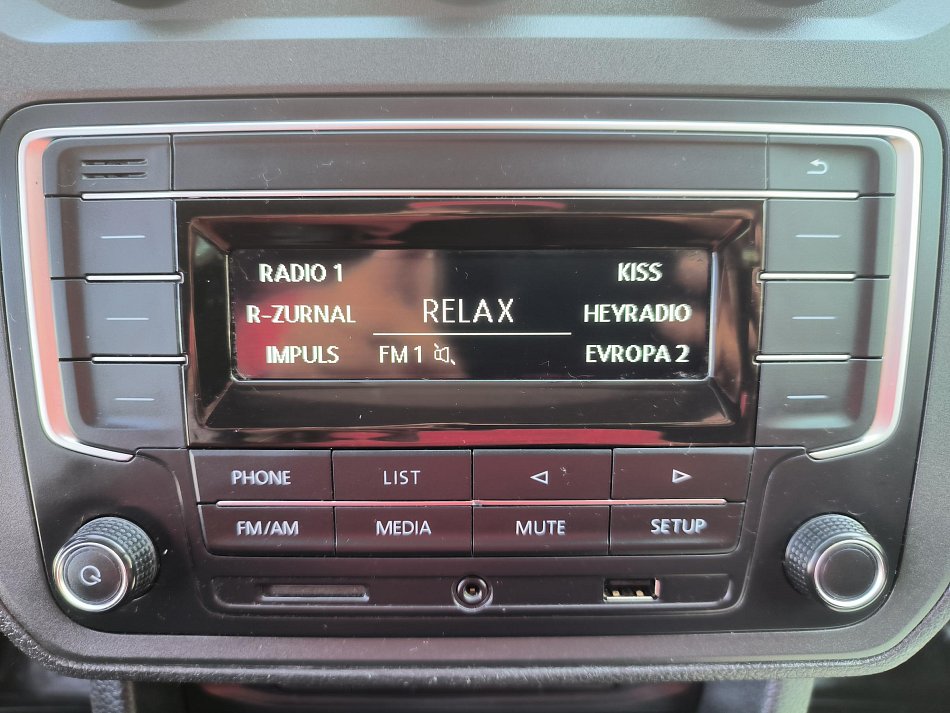 RADIO 1
KISS
R-ZURNAL
RELAX
HEYRADIO
IMPULS
FM 1
EVROPA 2
PHONE
LIST
FM/AM
MEDIA
MUTE
SETUP